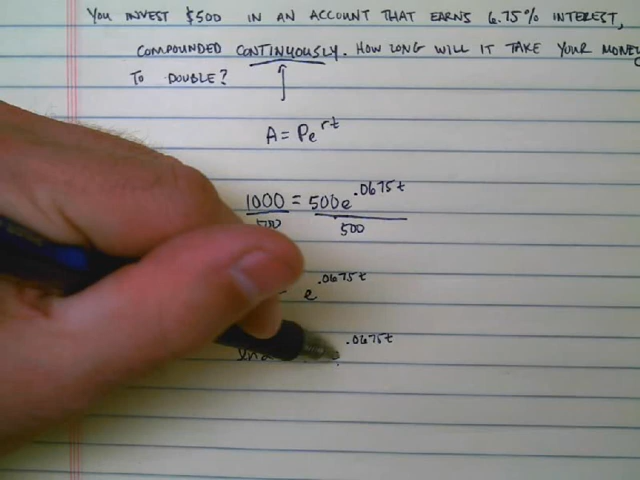 YOU INVEST $500 IN AN ACCOUNT THAT EARNS 6.75% INTEREST,
COMPOUNDED CONTINUOUSLY. HOW LONG WILL IT TAKE YOUR MONEY
TO DOUBLE?
A = Pe^rt
1000 = 500e^.0675t
500 500
e^.0675t
ln .0675t